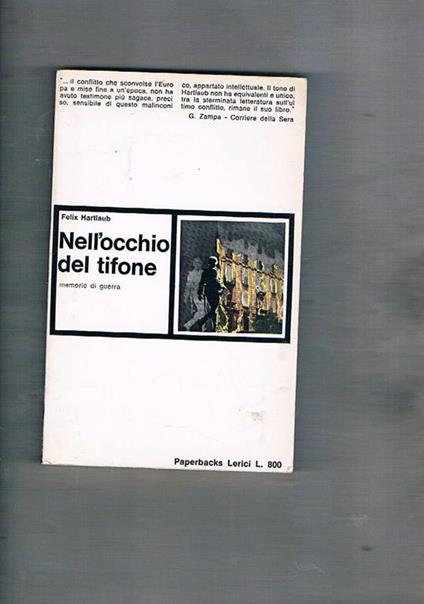 "... il conflitto che sconvolse l'Euro
pa e mise fine a un'epoca, non ha
avuto testimone più sagace, preci
so, sensibile di questo malinconi
co, appartato intellettuale. Il tono di
Hartlaub non ha equivalenti e unico,
tra la sterminata letteratura sull'ul
timo conflitto, rimane il suo libro."
G. Zampa - Corriere della Sera
Felix Hartlaub
Nell'occhio
del tifone
memorie di guerra
Paperbacks Lerici L. 800